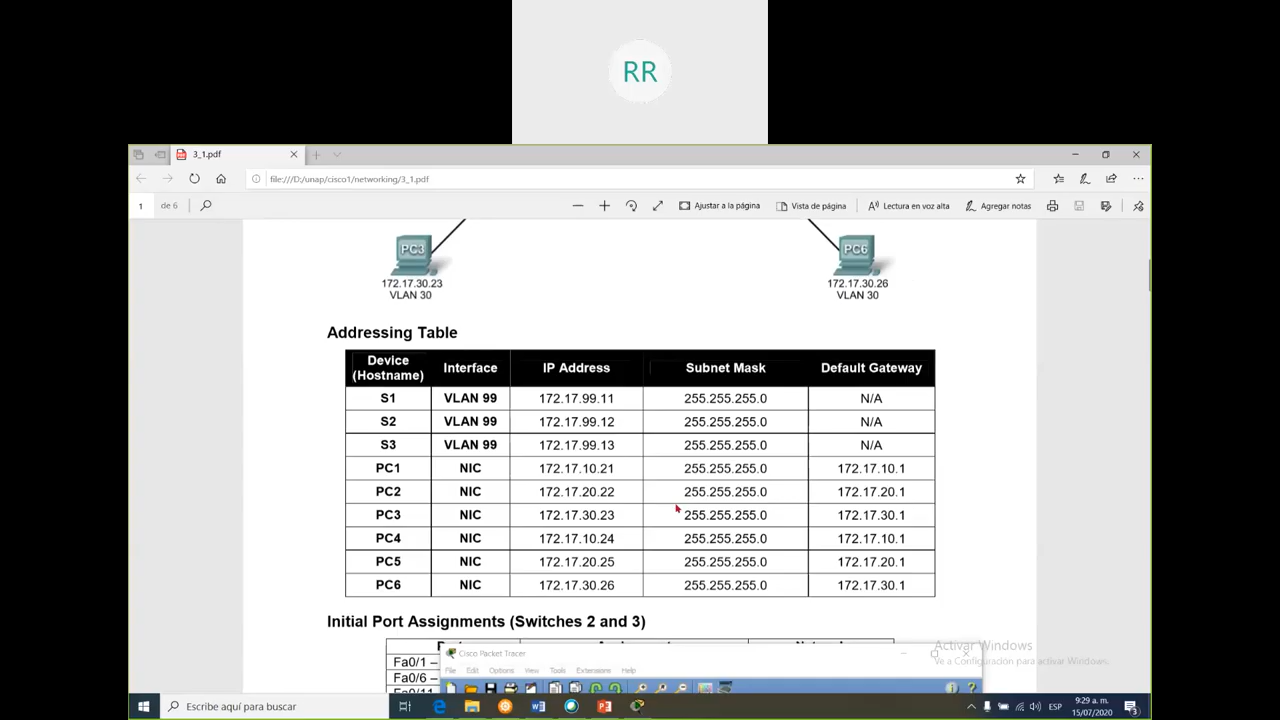 RR
3_1.pdf
file:///D:/unap/cisco1/networking/3_1.pdf
1 de 6 Ajustar a la página Vista de página Lectura en voz alta Agregar notas
PC3 PC6
172.17.30.23 172.17.30.26
VLAN 30 VLAN 30
Addressing Table
Device (Hostname) Interface IP Address Subnet Mask Default Gateway
S1 VLAN 99 172.17.99.11 255.255.255.0 N/A
S2 VLAN 99 172.17.99.12 255.255.255.0 N/A
S3 VLAN 99 172.17.99.13 255.255.255.0 N/A
PC1 NIC 172.17.10.21 255.255.255.0 172.17.10.1
PC2 NIC 172.17.20.22 255.255.255.0 172.17.20.1
PC3 NIC 172.17.30.23 255.255.255.0 172.17.30.1
PC4 NIC 172.17.10.24 255.255.255.0 172.17.10.1
PC5 NIC 172.17.20.25 255.255.255.0 172.17.20.1
PC6 NIC 172.17.30.26 255.255.255.0 172.17.30.1
Initial Port Assignments (Switches 2 and 3)
Activar Windows
Ve a Configuración para activar Windows.
Fa0/1 –
Fa0/6 –
Fa0/11
Cisco Packet Tracer
File Edit Options View Tools Extensions Help
Escribe aquí para buscar
ESP
9:29 a. m.
15/07/2020